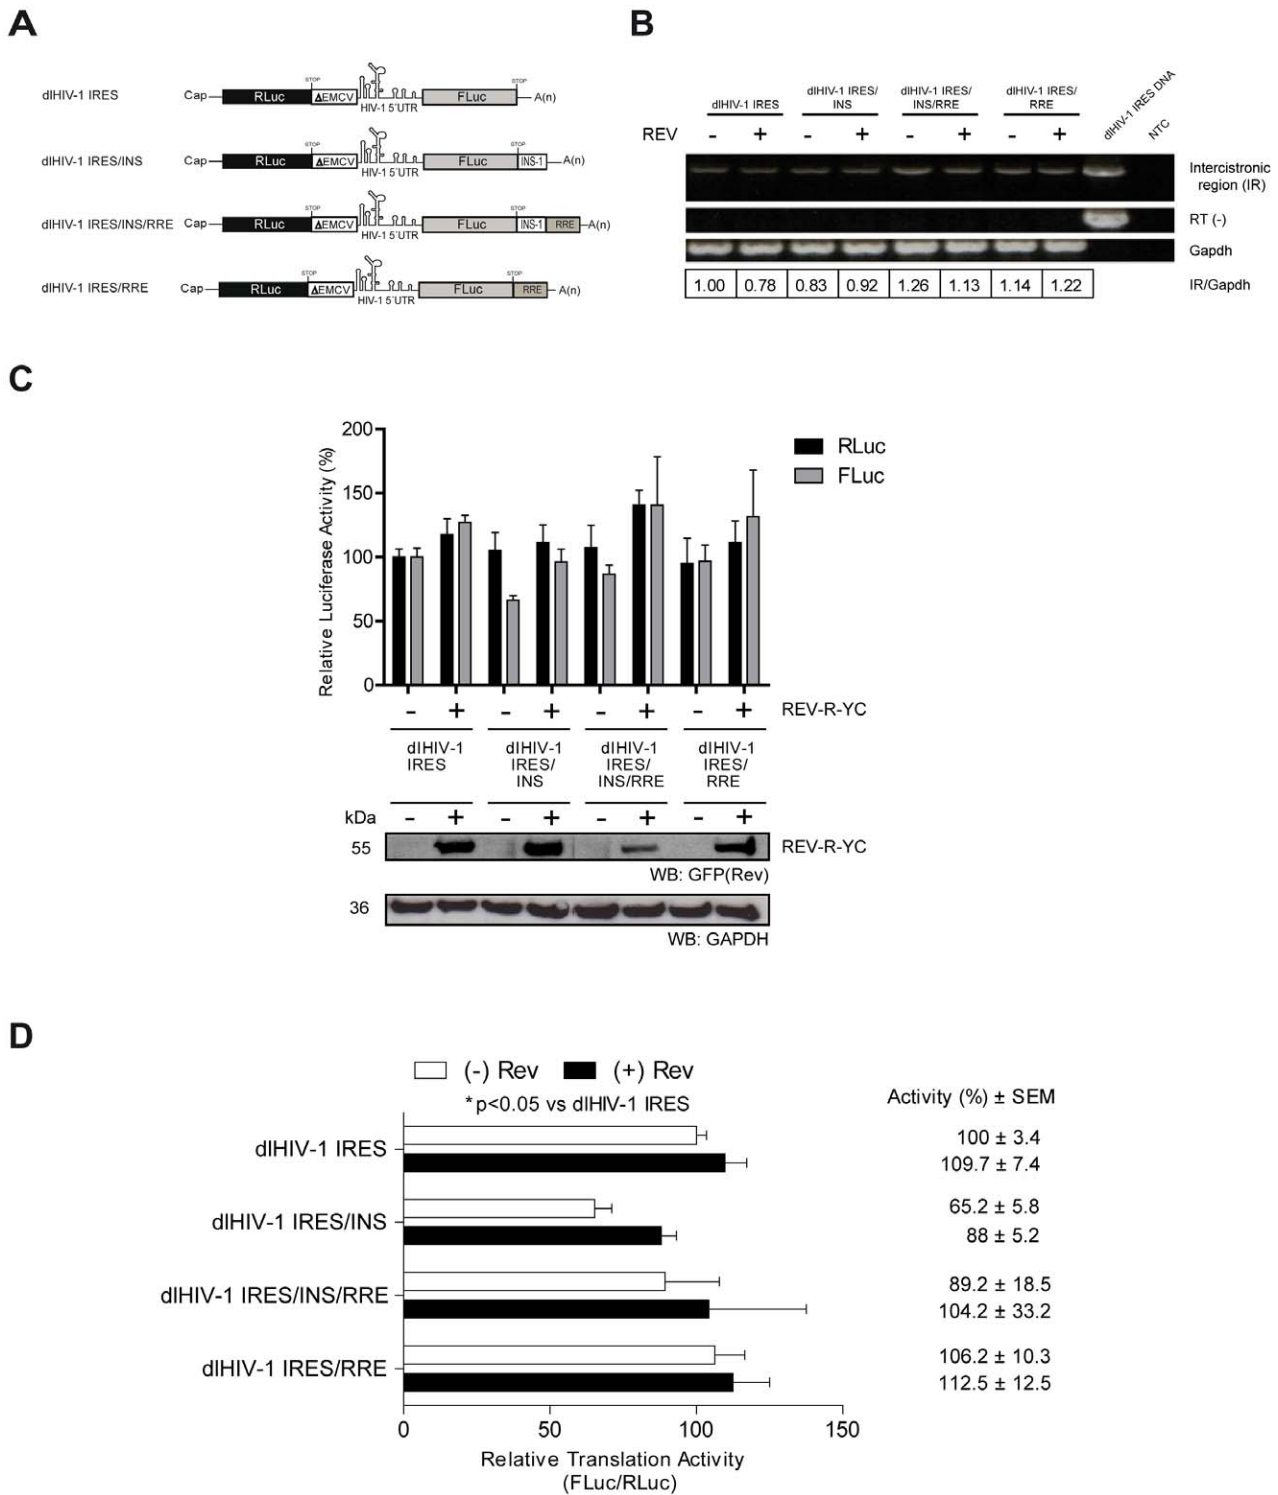 A
dlHIV-1 IRES
Cap
RLuc
STOP
ΔEMCV
HIV-1 5´UTR
FLuc
STOP
A(n)
dlHIV-1 IRES/INS
Cap
RLuc
STOP
ΔEMCV
HIV-1 5´UTR
FLuc
STOP
INS-1
A(n)
dlHIV-1 IRES/INS/RRE
Cap
RLuc
STOP
ΔEMCV
HIV-1 5´UTR
FLuc
STOP
INS-1
RRE
A(n)
dlHIV-1 IRES/RRE
Cap
RLuc
STOP
ΔEMCV
HIV-1 5´UTR
FLuc
STOP
RRE
A(n)
B
dlHIV-1 IRES
dlHIV-1 IRES/
INS
dlHIV-1 IRES/
INS/RRE
dlHIV-1 IRES/
RRE
dlHIV-1 IRES DNA
NTC
REV - + - + - + - +
Intercistronic
region (IR)
RT (-)
Gapdh
1.00 0.78 0.83 0.92 1.26 1.13 1.14 1.22 IR/Gapdh
C
Relative Luciferase Activity (%)
200
150
100
50
0
RLuc
FLuc
- + - + - + - + REV-R-YC
dlHIV-1
IRES
dlHIV-1
IRES/
INS
dlHIV-1
IRES/
INS/RRE
dlHIV-1
IRES/
RRE
kDa - + - + - + - +
55 REV-R-YC
WB: GFP(Rev)
36
WB: GAPDH
D
(-) Rev (+) Rev
*p<0.05 vs dlHIV-1 IRES
Activity (%) ± SEM
dlHIV-1 IRES
100 ± 3.4
109.7 ± 7.4
dlHIV-1 IRES/INS
65.2 ± 5.8
88 ± 5.2
dlHIV-1 IRES/INS/RRE
89.2 ± 18.5
104.2 ± 33.2
dlHIV-1 IRES/RRE
106.2 ± 10.3
112.5 ± 12.5
0 50 100 150
Relative Translation Activity
(FLuc/RLuc)